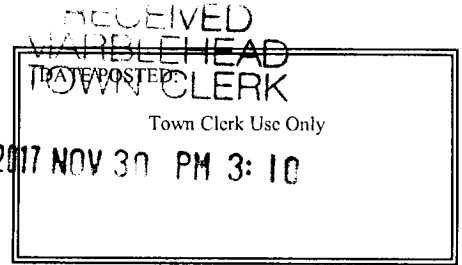 RECEIVED
MARBLEHEAD
DATE POSTED:
TOWN CLERK
Town Clerk Use Only
2017 NOV 30 PM 3: 10